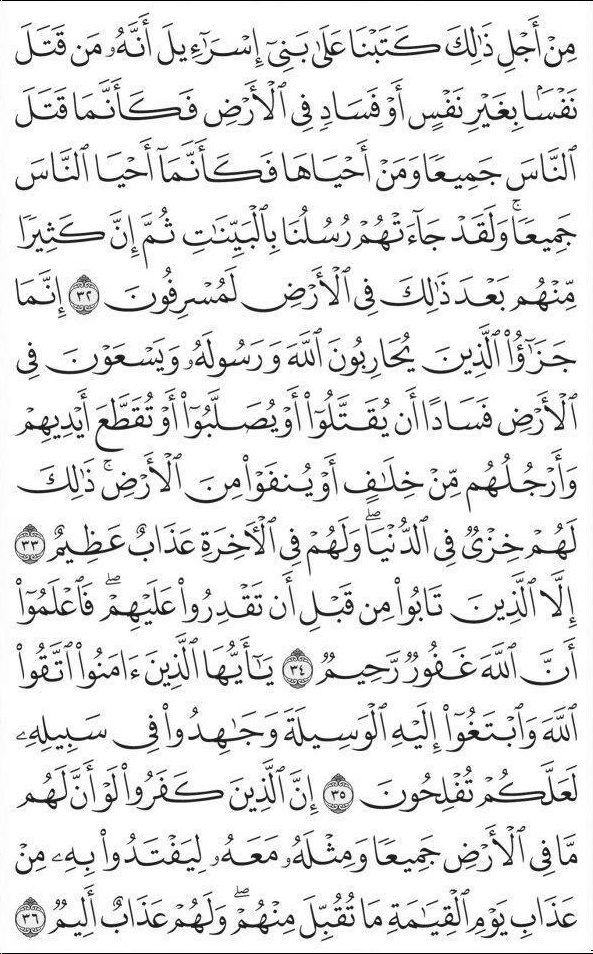 مِنْ أَجْلِ ذَٰلِكَ كَتَبْنَا عَلَىٰ بَنِىٓ إِسْرَٰٓءِيلَ أَنَّهُۥ مَن قَتَلَ
نَفْسًۢا بِغَيْرِ نَفْسٍ أَوْ فَسَادٍ فِى ٱلْأَرْضِ فَكَأَنَّمَا قَتَلَ
ٱلنَّاسَ جَمِيعًا وَمَنْ أَحْيَاهَا فَكَأَنَّمَآ أَحْيَا ٱلنَّاسَ
جَمِيعًا ۚ وَلَقَدْ جَآءَتْهُمْ رُسُلُنَا بِٱلْبَيِّنَٰتِ ثُمَّ إِنَّ كَثِيرًا
مِّنْهُم بَعْدَ ذَٰلِكَ فِى ٱلْأَرْضِ لَمُسْرِفُونَ ٣٢ إِنَّمَا
جَزَٰٓؤُا۟ ٱلَّذِينَ يُحَارِبُونَ ٱللَّهَ وَرَسُولَهُۥ وَيَسْعَوْنَ فِى
ٱلْأَرْضِ فَسَادًا أَن يُقَتَّلُوٓا۟ أَوْ يُصَلَّبُوٓا۟ أَوْ تُقَطَّعَ أَيْدِيهِمْ
وَأَرْجُلُهُم مِّنْ خِلَٰفٍ أَوْ يُنفَوْا۟ مِنَ ٱلْأَرْضِ ۚ ذَٰلِكَ
لَهُمْ خِزْىٌ فِى ٱلدُّنْيَا ۖ وَلَهُمْ فِى ٱلْأَخِرَةِ عَذَابٌ عَظِيمٌ ٣٣
إِلَّا ٱلَّذِينَ تَابُوا۟ مِن قَبْلِ أَن تَقْدِرُوا۟ عَلَيْهِمْ ۖ فَٱعْلَمُوٓا۟
أَنَّ ٱللَّهَ غَفُورٌ رَّحِيمٌ ٣٤ يَٰٓأَيُّهَا ٱلَّذِينَ ءَامَنُوا۟ ٱتَّقُوا۟
ٱللَّهَ وَٱبْتَغُوٓا۟ إِلَيْهِ ٱلْوَسِيلَةَ وَجَٰهِدُوا۟ فِى سَبِيلِهِۦ
لَعَلَّكُمْ تُفْلِحُونَ ٣٥ إِنَّ ٱلَّذِينَ كَفَرُوا۟ لَوْ أَنَّ لَهُم
مَّا فِى ٱلْأَرْضِ جَمِيعًا وَمِثْلَهُۥ مَعَهُۥ لِيَفْتَدُوا۟ بِهِۦ مِنْ
عَذَابِ يَوْمِ ٱلْقِيَٰمَةِ مَا تُقُبِّلَ مِنْهُمْ ۖ وَلَهُمْ عَذَابٌ أَلِيمٌ ٣٦